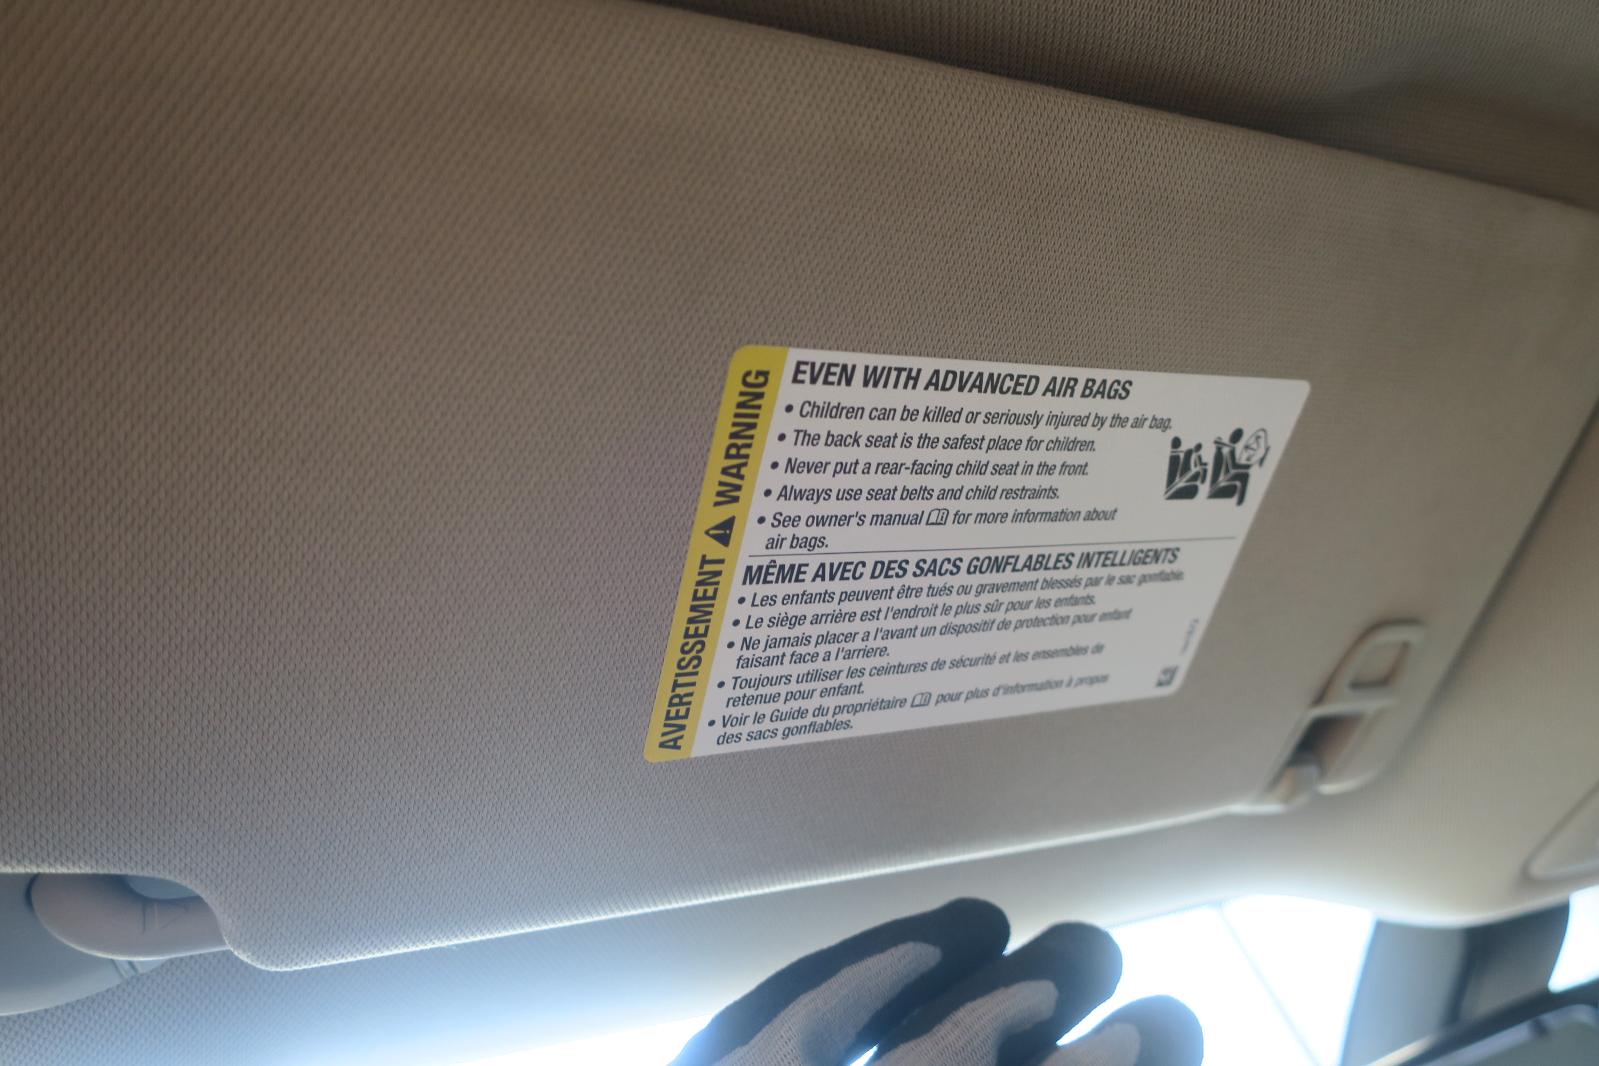 AVERTISSEMENT ⚠ WARNING
EVEN WITH ADVANCED AIR BAGS
• Children can be killed or seriously injured by the air bag.
• The back seat is the safest place for children.
• Never put a rear-facing child seat in the front.
• Always use seat belts and child restraints.
• See owner's manual for more information about
air bags.
MÊME AVEC DES SACS GONFLABLES INTELLIGENTS
• Les enfants peuvent être tués ou gravement blessés par le sac gonflable.
• Le siège arrière est l'endroit le plus sûr pour les enfants.
• Ne jamais placer a l'avant un dispositif de protection pour enfant
faisant face a l'arriere.
• Toujours utiliser les ceintures de sécurité et les ensembles de
retenue pour enfant.
• Voir le Guide du propriétaire pour plus d'information à propos
des sacs gonflables.